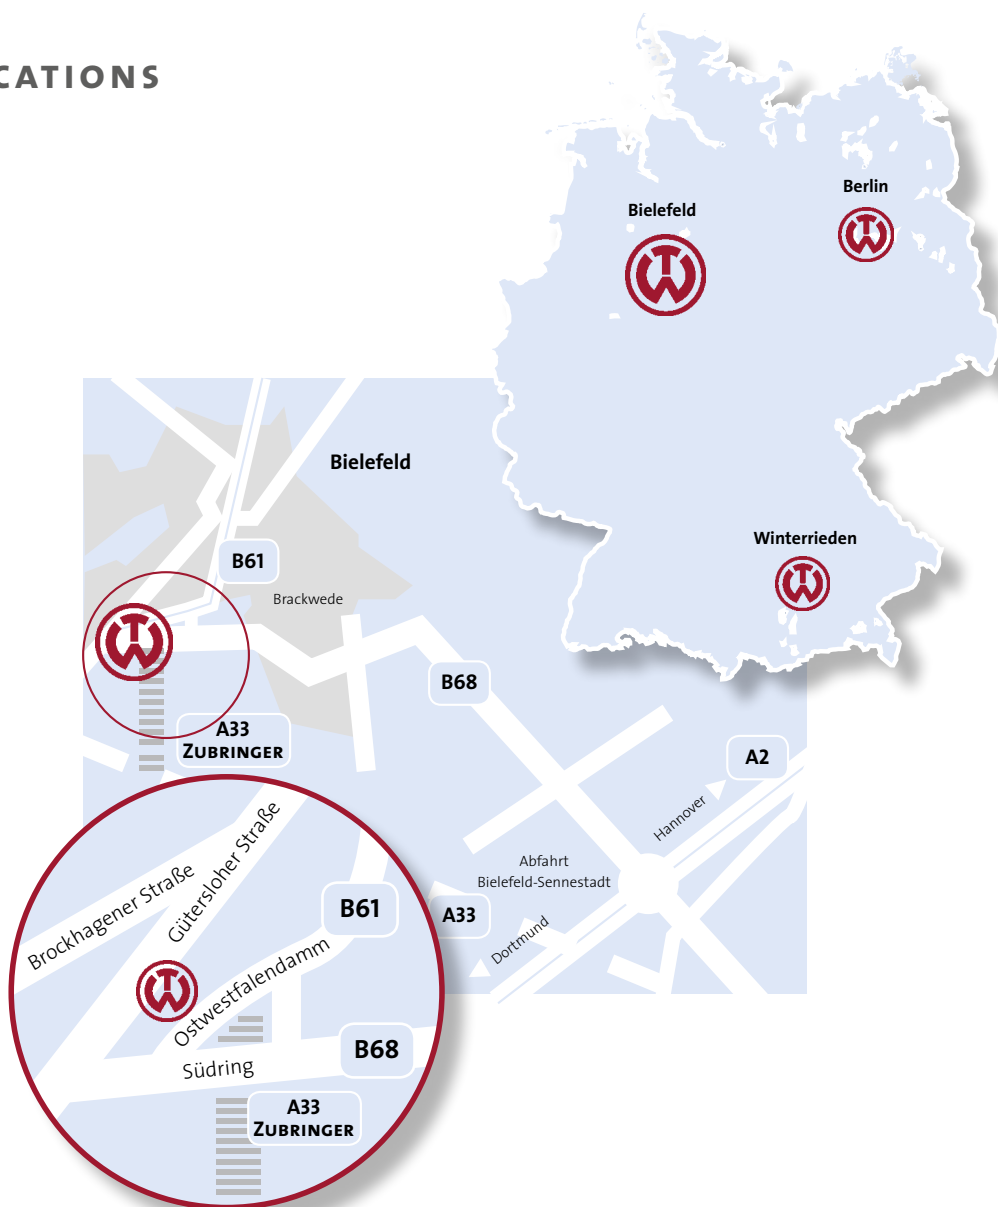 CATIONS
Berlin
Bielefeld
Winterrieden
Bielefeld
B61
Brackwede
B68
A33
ZUBRINGER
A2
Hannover
Abfahrt
Bielefeld-Sennestadt
A33
Dortmund
Brockhagener Straße
Gütersloher Straße
B61
Ostwestfalendamm
B68
Südring
A33
ZUBRINGER